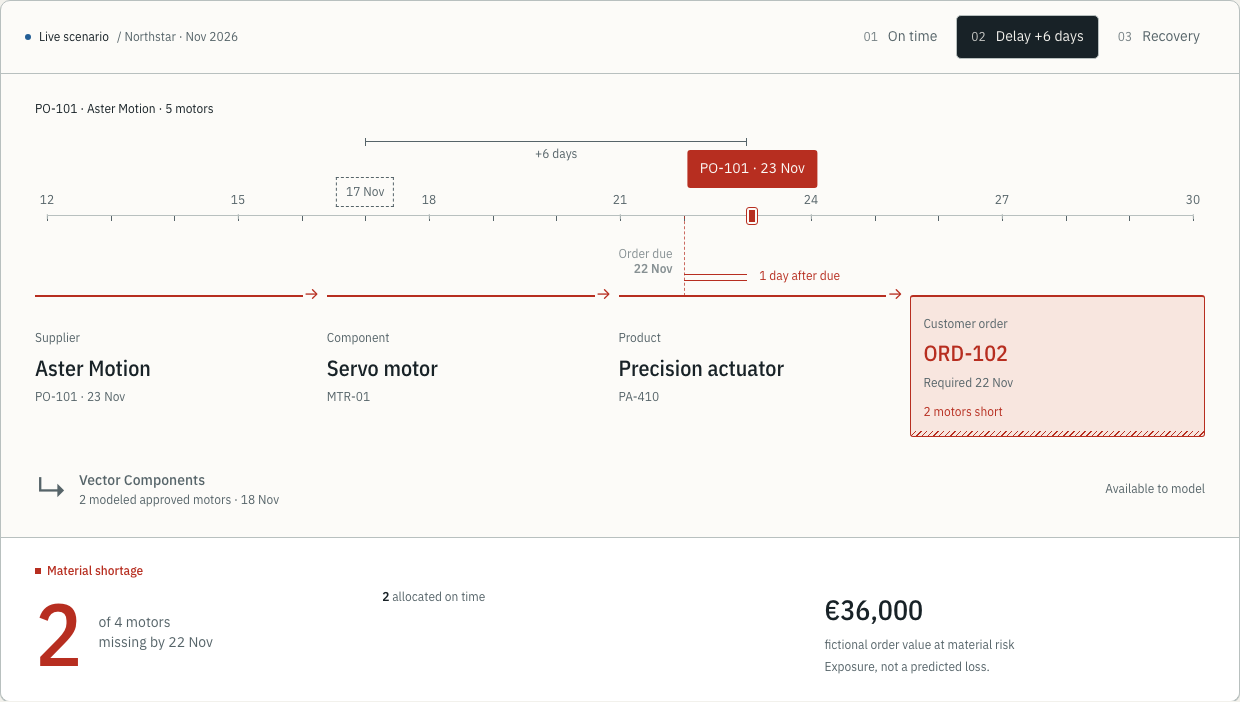 Live scenario / Northstar · Nov 2026
01 On time
02 Delay +6 days
03 Recovery
PO-101 · Aster Motion · 5 motors
+6 days
PO-101 · 23 Nov
17 Nov
12 15 18 21 24 27 30
Order due
22 Nov
1 day after due
Supplier
Aster Motion
PO-101 · 23 Nov
Component
Servo motor
MTR-01
Product
Precision actuator
PA-410
Customer order
ORD-102
Required 22 Nov
2 motors short
Vector Components
2 modeled approved motors · 18 Nov
Available to model
Material shortage
2
of 4 motors
missing by 22 Nov
2 allocated on time
€36,000
fictional order value at material risk
Exposure, not a predicted loss.